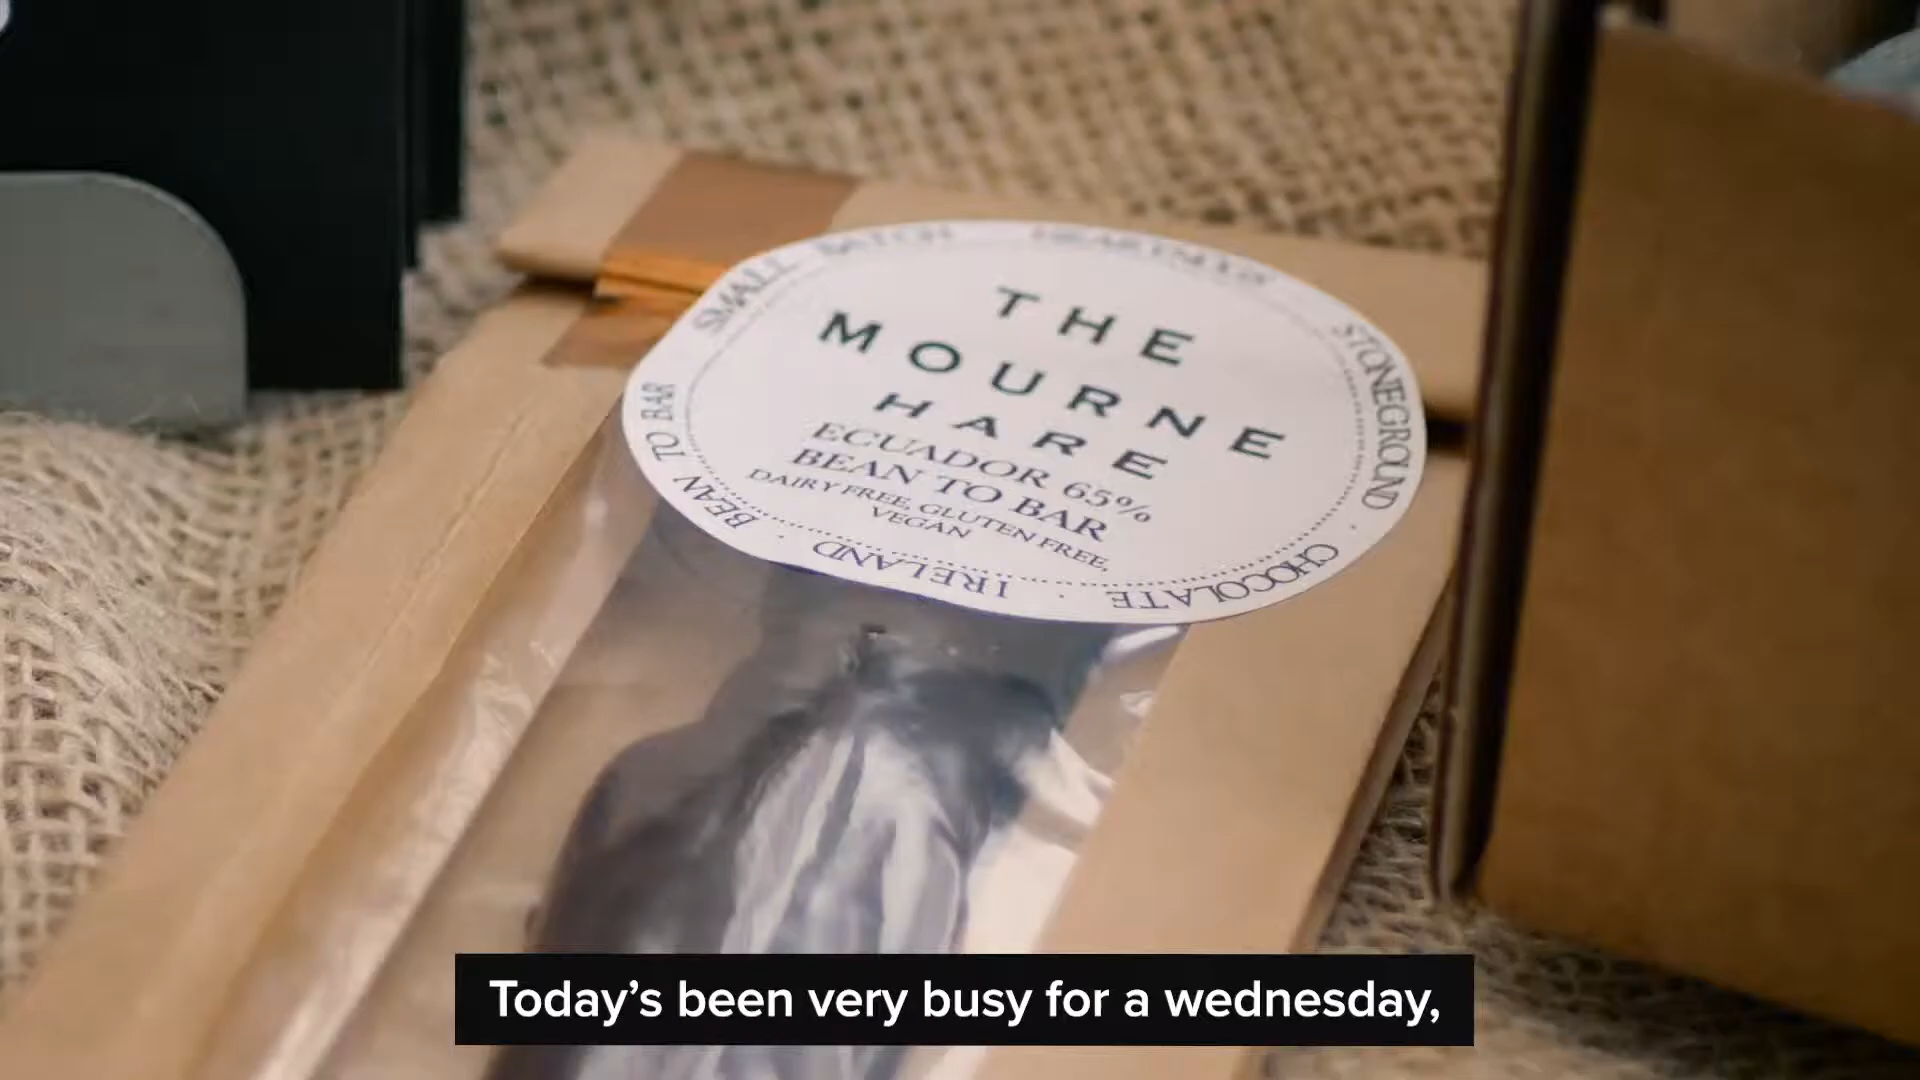 SMALL BATCH
STONEGROUND
CHOCOLATE
IRELAND
BEAN TO BAR
THE
MOURNE
HARE
ECUADOR 65%
BEAN TO BAR
DAIRY FREE, GLUTEN FREE,
VEGAN
Today's been very busy for a wednesday,